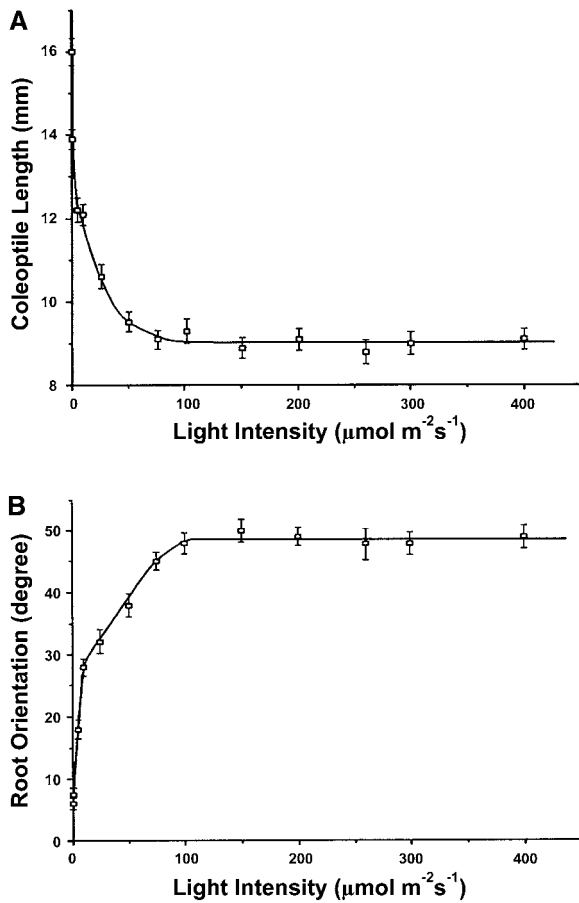 A
Coleoptile Length (mm)
16
14
12
10
8
0 100 200 300 400
Light Intensity (μmol m⁻²s⁻¹)
B
Root Orientation (degree)
50
40
30
20
10
0
0 100 200 300 400
Light Intensity (μmol m⁻²s⁻¹)